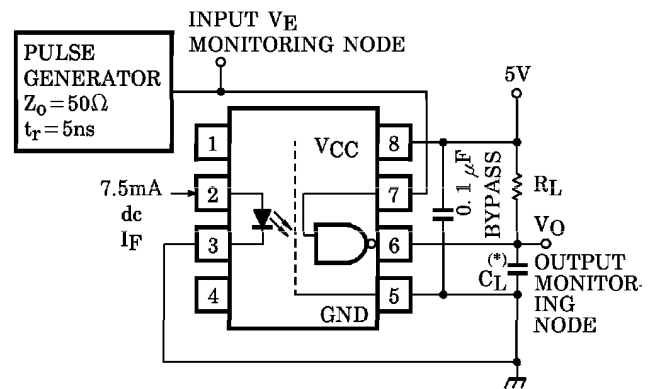 INPUT VE
MONITORING NODE
PULSE
GENERATOR
Zo=50Ω
tr=5ns
5V
1
VCC
8
7.5mA
dc
IF
2
7
0.1 μF
BYPASS
RL
VO
3
6
(*)
CL
OUTPUT
MONITOR-
ING
NODE
4
5
GND